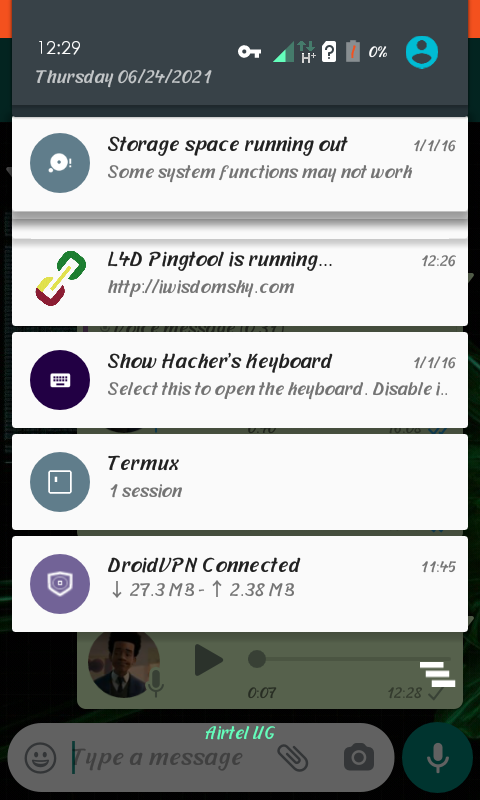 12:29
H+
0%
Thursday 06/24/2021
Storage space running out 1/1/16
Some system functions may not work
L4D Pingtool is running... 12:26
http://iwisdomsky.com
Show Hacker's Keyboard 1/1/16
Select this to open the keyboard. Disable i..
Termux
1 session
DroidVPN Connected 11:45
↓ 27.3 MB - ↑ 2.38 MB
0:07 12:28
Airtel UG
Type a message